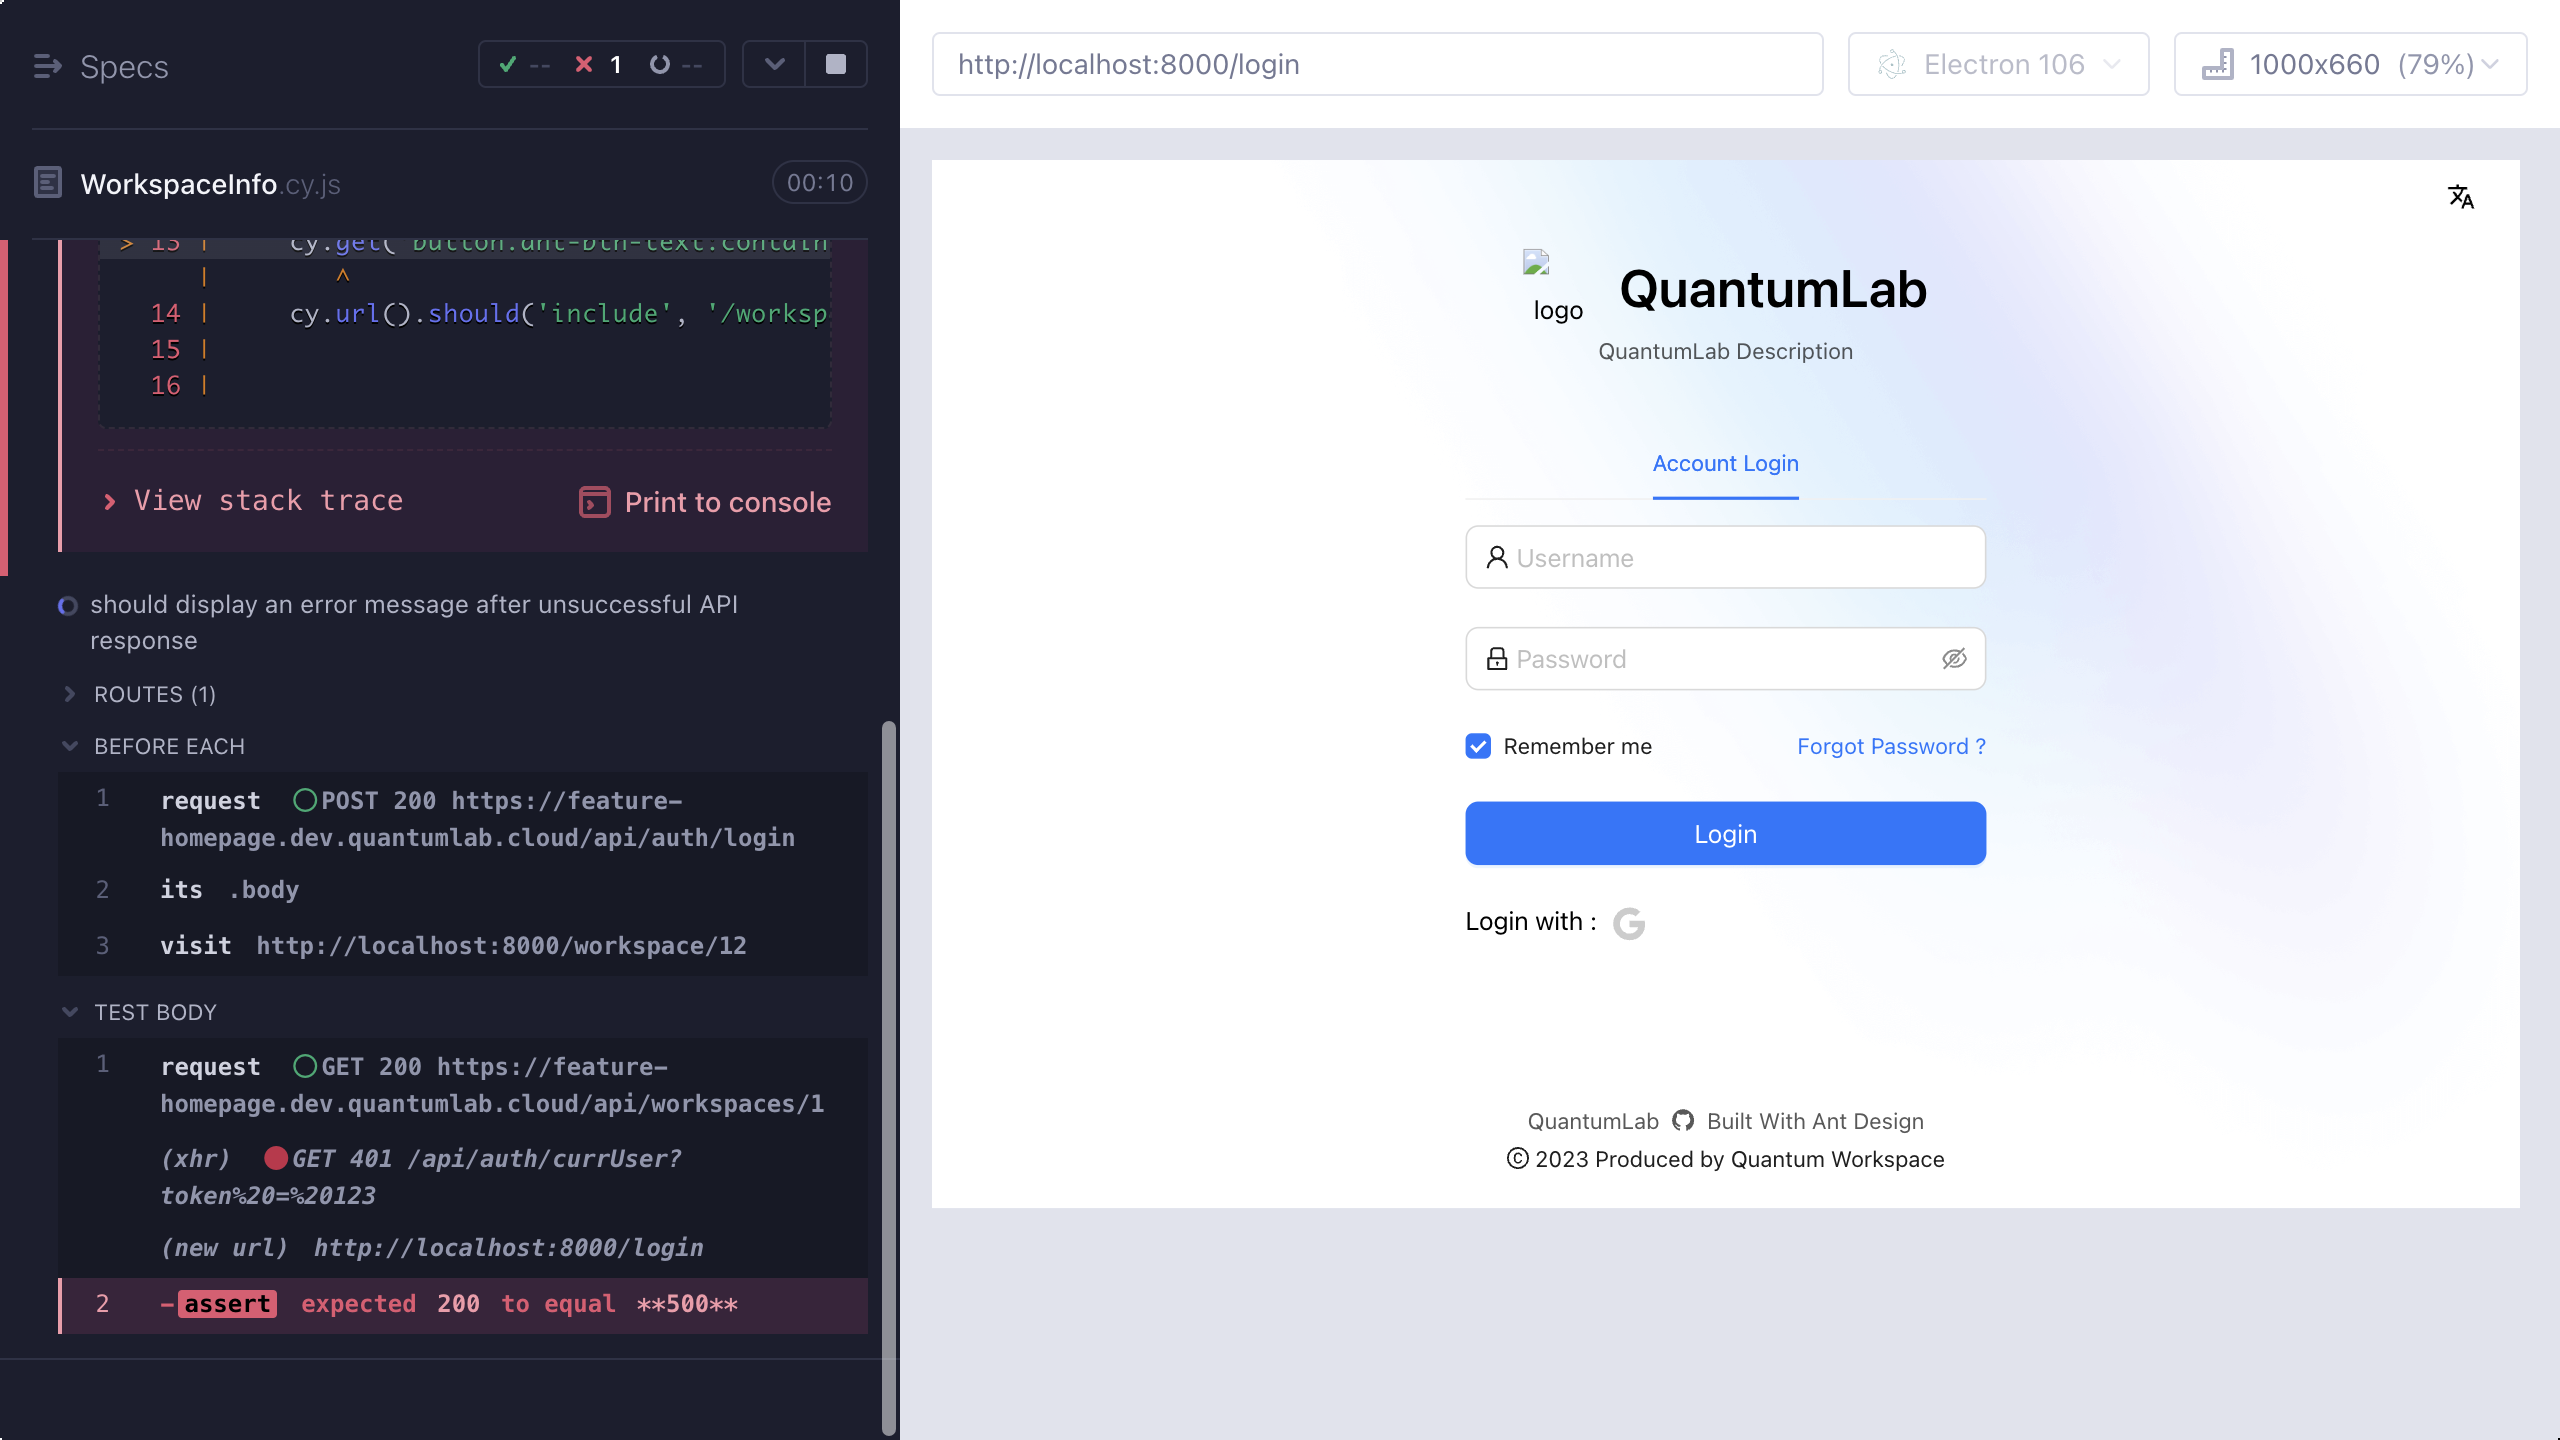 Specs
-- 1 --
WorkspaceInfo.cy.js
00:10
> 13 | cy.get('button.ant-btn-text:contain
| ^
14 | cy.url().should('include', '/worksp
15 |
16 |
View stack trace
Print to console
should display an error message after unsuccessful API
response
ROUTES (1)
BEFORE EACH
1 request POST 200 https://feature-
homepage.dev.quantumlab.cloud/api/auth/login
2 its .body
3 visit http://localhost:8000/workspace/12
TEST BODY
1 request GET 200 https://feature-
homepage.dev.quantumlab.cloud/api/workspaces/1
(xhr) GET 401 /api/auth/currUser?
token%20=%20123
(new url) http://localhost:8000/login
2 -assert expected 200 to equal **500**
http://localhost:8000/login
Electron 106
1000x660 (79%)
logo
QuantumLab
QuantumLab Description
Account Login
Username
Password
Remember me
Forgot Password ?
Login
Login with :
QuantumLab Built With Ant Design
© 2023 Produced by Quantum Workspace